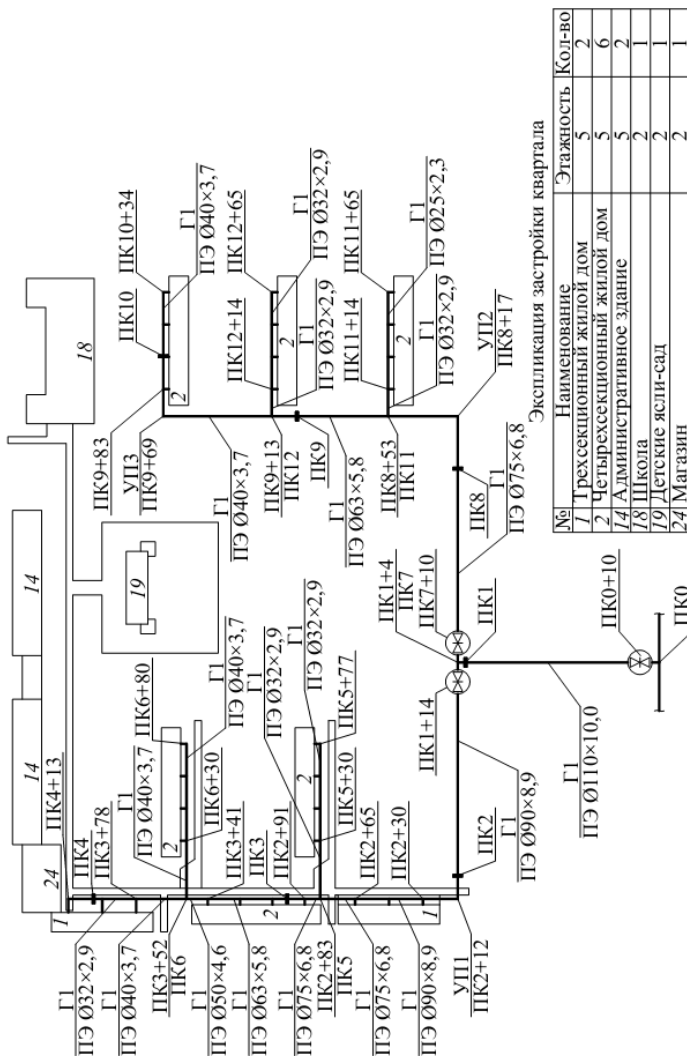 Г1
ПЭ Ø90×8,9
Г1
ПЭ Ø75×6,8
Г1
ПЭ Ø75×6,8
Г1
ПЭ Ø63×5,8
Г1
ПЭ Ø50×4,6
Г1
ПЭ Ø40×3,7
Г1
ПЭ Ø32×2,9
УП1
ПК2+12
ПК2+83
ПК5
ПК3+52
ПК6
1
2
1
24
ПК2
Г1
ПЭ Ø90×8,9
ПК2+30
ПК2+65
ПК2+91
ПК3
ПК3+41
ПК3+78
ПК4
ПК4+13
14
14
18
19
ПК5+30
ПК5+77
2
Г1
ПЭ Ø32×2,9
Г1
ПЭ Ø32×2,9
ПК6+30
ПК6+80
2
Г1
ПЭ Ø40×3,7
Г1
ПЭ Ø40×3,7
ПК1+14
ПК1+4
ПК7
ПК7+10
ПК1
Г1
ПЭ Ø110×10,0
ПК0+10
ПК0
ПК8
Г1
ПЭ Ø75×6,8
УП2
ПК8+17
ПК8+53
ПК11
Г1
ПЭ Ø63×5,8
ПК9
ПК9+13
ПК12
Г1
ПЭ Ø40×3,7
УП3
ПК9+69
ПК9+83
ПК10
ПК10+34
2
Г1
ПЭ Ø40×3,7
ПК12+14
ПК12+65
2
Г1
ПЭ Ø32×2,9
Г1
ПЭ Ø32×2,9
ПК11+14
ПК11+65
2
Г1
ПЭ Ø32×2,9
Г1
ПЭ Ø25×2,3
Экспликация застройки квартала
№ Наименование Этажность Кол-во
1 Трехсекционный жилой дом 5 2
2 Четырехсекционный жилой дом 5 6
14 Административное здание 5 2
18 Школа 2 1
19 Детские ясли-сад 2 1
24 Магазин 2 1